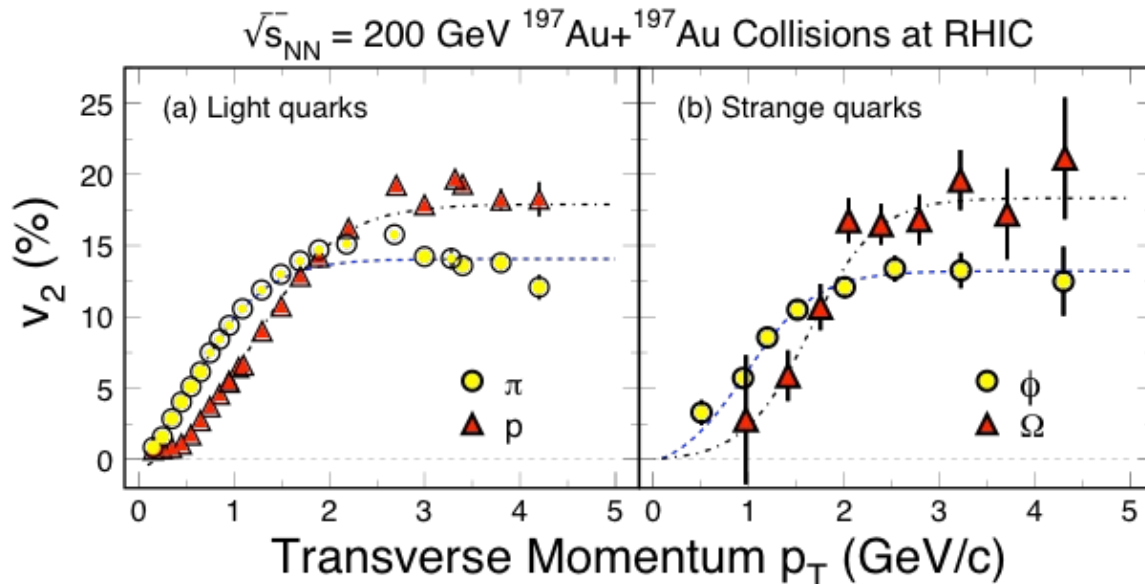 √s̅NN = 200 GeV ¹⁹⁷Au+¹⁹⁷Au Collisions at RHIC
(a) Light quarks
(b) Strange quarks
25
20
15
10
5
0
v₂ (%)
π
p
ϕ
Ω
0 1 2 3 4 5
0 1 2 3 4 5
Transverse Momentum p_T (GeV/c)